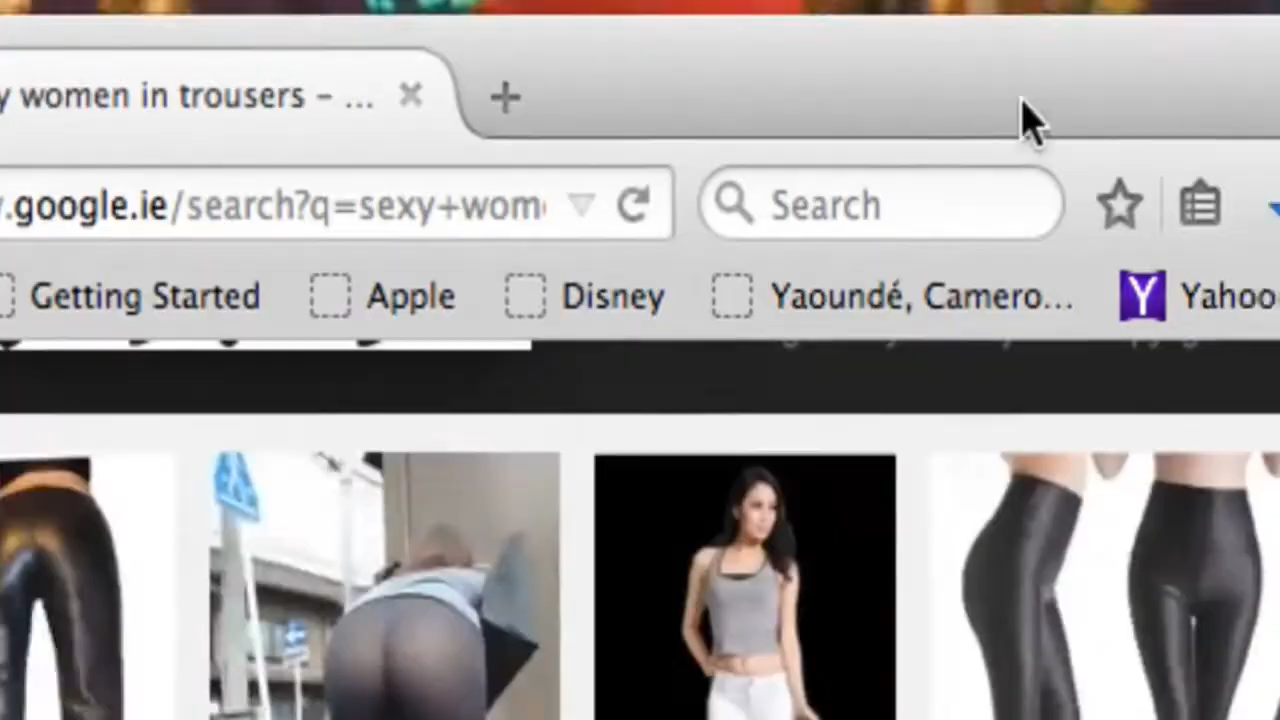 y women in trousers – ...
.google.ie/search?q=sexy+wom
Search
Getting Started
Apple
Disney
Yaoundé, Camero...
Yahoo